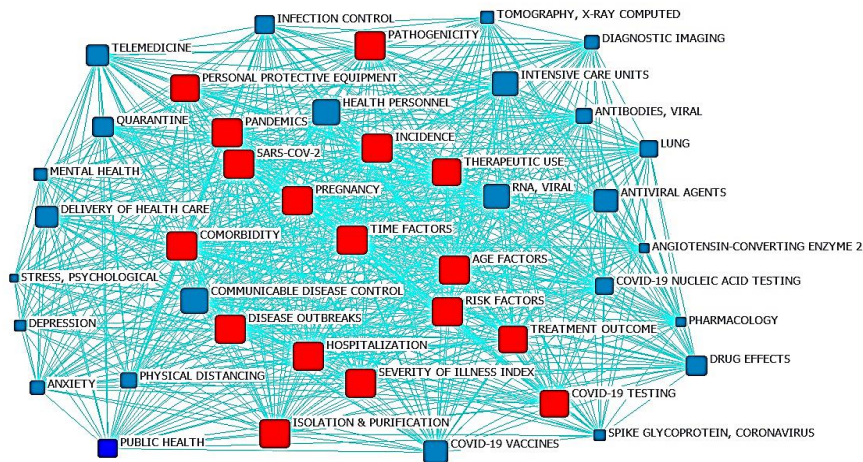 TOMOGRAPHY, X-RAY COMPUTED
INFECTION CONTROL
PATHOGENICITY
DIAGNOSTIC IMAGING
TELEMEDICINE
PERSONAL PROTECTIVE EQUIPMENT
INTENSIVE CARE UNITS
HEALTH PERSONNEL
ANTIBODIES, VIRAL
QUARANTINE
PANDEMICS
INCIDENCE
LUNG
SARS-COV-2
THERAPEUTIC USE
MENTAL HEALTH
PREGNANCY
RNA, VIRAL
ANTIVIRAL AGENTS
DELIVERY OF HEALTH CARE
TIME FACTORS
COMORBIDITY
ANGIOTENSIN-CONVERTING ENZYME 2
AGE FACTORS
STRESS, PSYCHOLOGICAL
COVID-19 NUCLEIC ACID TESTING
COMMUNICABLE DISEASE CONTROL
RISK FACTORS
DISEASE OUTBREAKS
PHARMACOLOGY
DEPRESSION
TREATMENT OUTCOME
HOSPITALIZATION
DRUG EFFECTS
SEVERITY OF ILLNESS INDEX
PHYSICAL DISTANCING
ANXIETY
COVID-19 TESTING
ISOLATION & PURIFICATION
SPIKE GLYCOPROTEIN, CORONAVIRUS
PUBLIC HEALTH
COVID-19 VACCINES